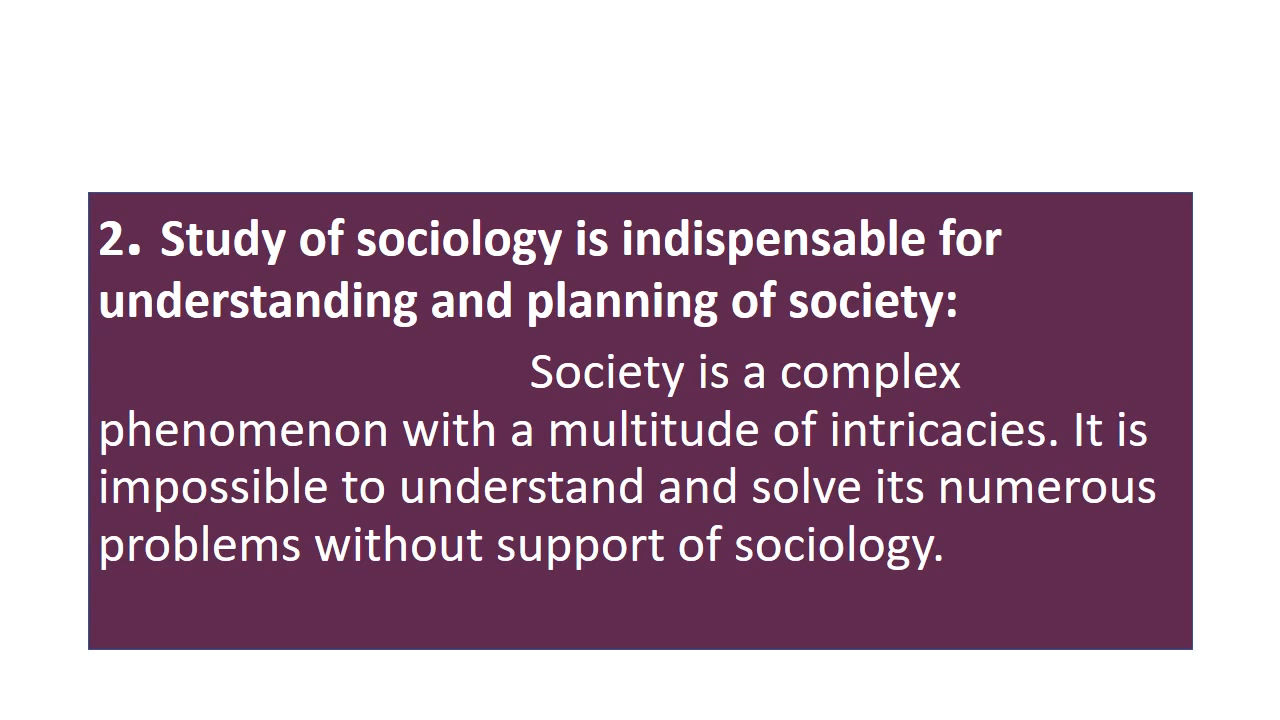 2. Study of sociology is indispensable for
understanding and planning of society:
Society is a complex
phenomenon with a multitude of intricacies. It is
impossible to understand and solve its numerous
problems without support of sociology.